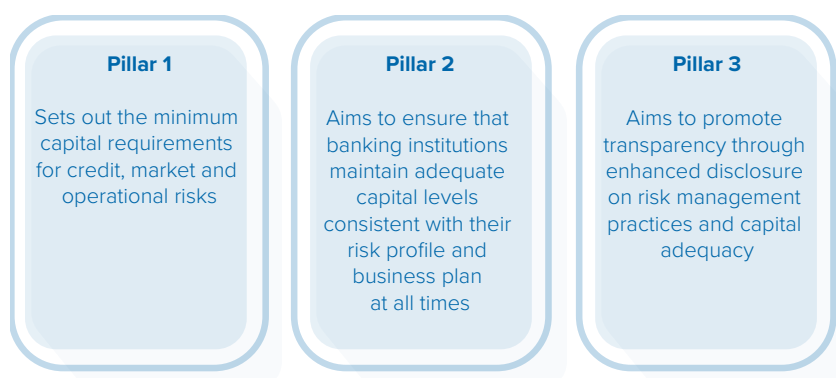 Pillar 1
Sets out the minimum
capital requirements
for credit, market and
operational risks
Pillar 2
Aims to ensure that
banking institutions
maintain adequate
capital levels
consistent with their
risk profile and
business plan
at all times
Pillar 3
Aims to promote
transparency through
enhanced disclosure
on risk management
practices and capital
adequacy